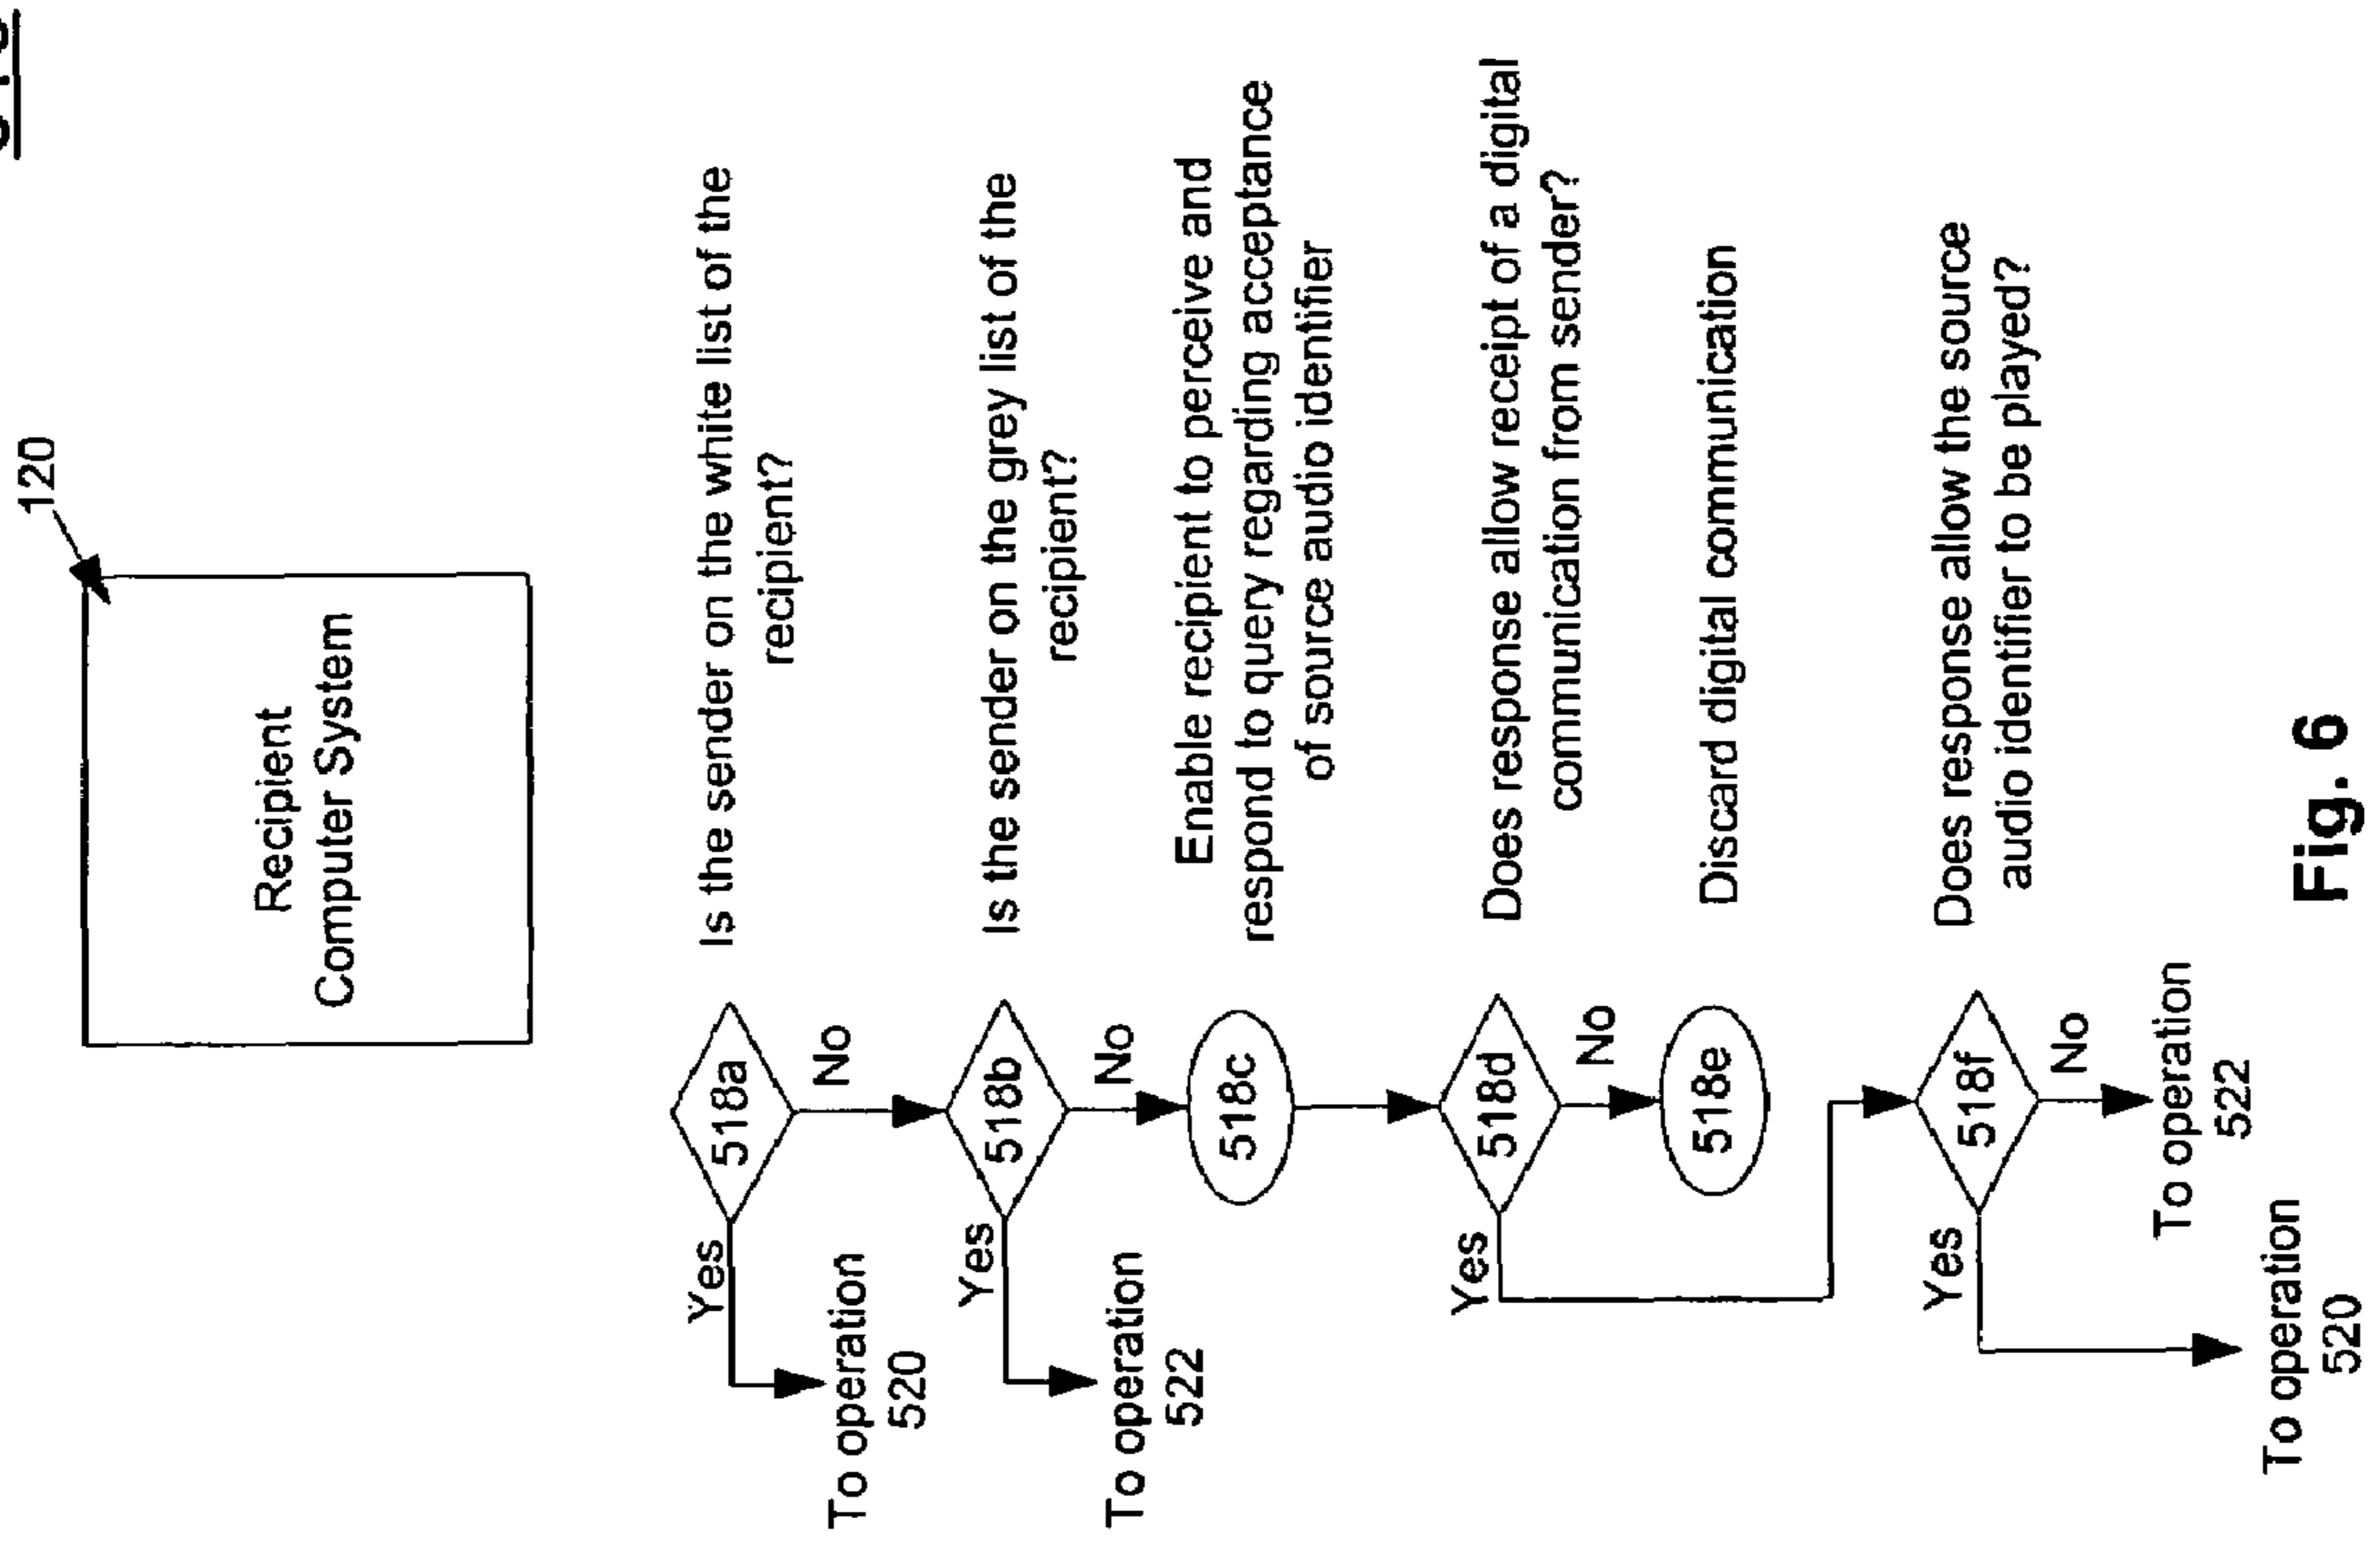 120
Recipient
Computer System
518a
Is the sender on the white list of the
recipient?
Yes
No
To operation
520
518b
Is the sender on the grey list of the
recipient?
Yes
No
To operation
522
518c
Enable recipient to perceive and
respond to query regarding acceptance
of source audio identifier
518d
Does response allow receipt of a digital
communication from sender?
Yes
No
518e
Discard digital communication
518f
Does response allow the source
audio identifier to be played?
Yes
No
To operation
522
To operation
520
Fig. 6